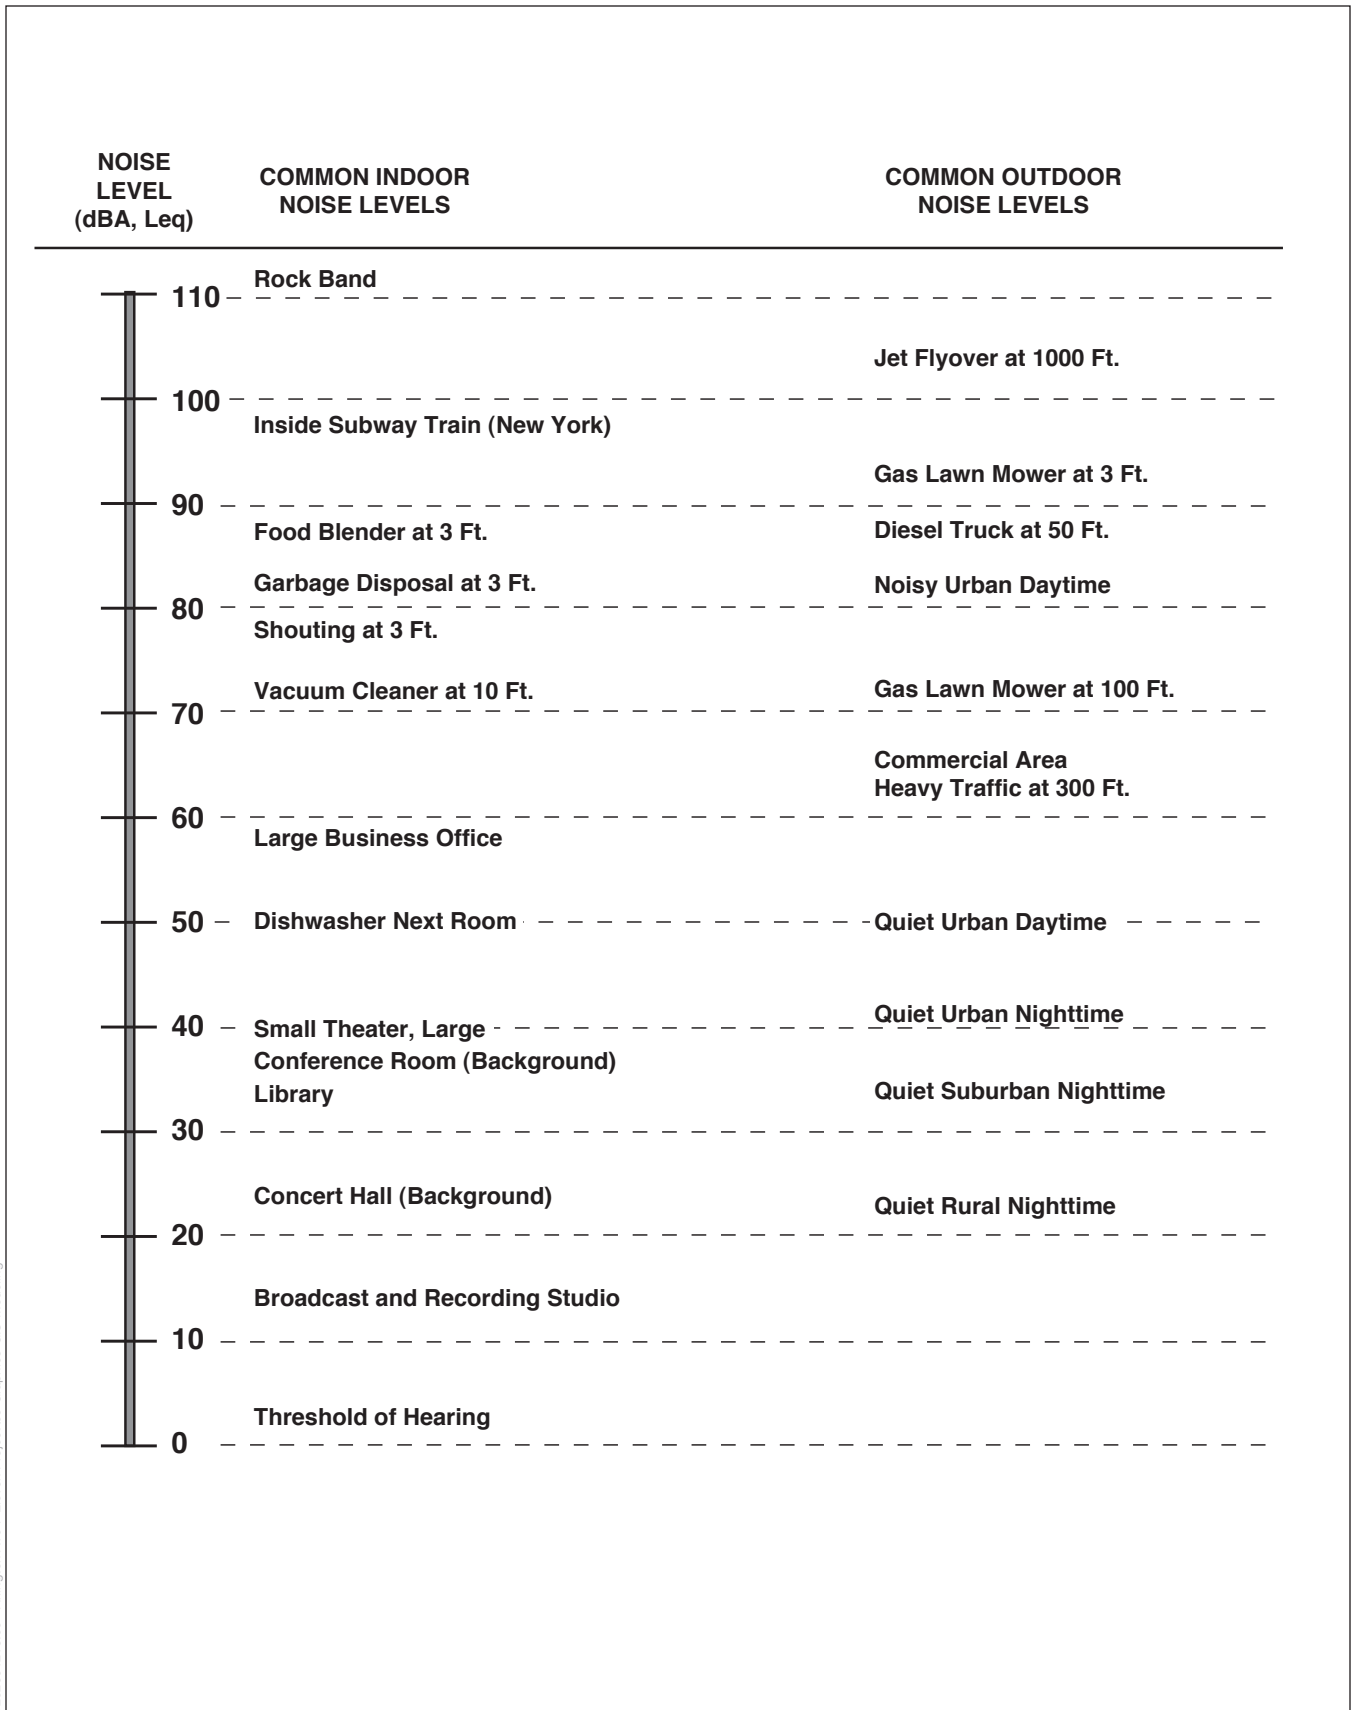 NOISE
LEVEL
(dBA, Leq)
COMMON INDOOR
NOISE LEVELS
COMMON OUTDOOR
NOISE LEVELS
Rock Band
110
Jet Flyover at 1000 Ft.
100
Inside Subway Train (New York)
Gas Lawn Mower at 3 Ft.
90
Food Blender at 3 Ft.
Diesel Truck at 50 Ft.
Garbage Disposal at 3 Ft.
Noisy Urban Daytime
80
Shouting at 3 Ft.
Vacuum Cleaner at 10 Ft.
Gas Lawn Mower at 100 Ft.
70
Commercial Area
Heavy Traffic at 300 Ft.
60
Large Business Office
50
Dishwasher Next Room
Quiet Urban Daytime
Quiet Urban Nighttime
40
Small Theater, Large
Conference Room (Background)
Library
Quiet Suburban Nighttime
30
Concert Hall (Background)
Quiet Rural Nighttime
20
Broadcast and Recording Studio
10
Threshold of Hearing
0